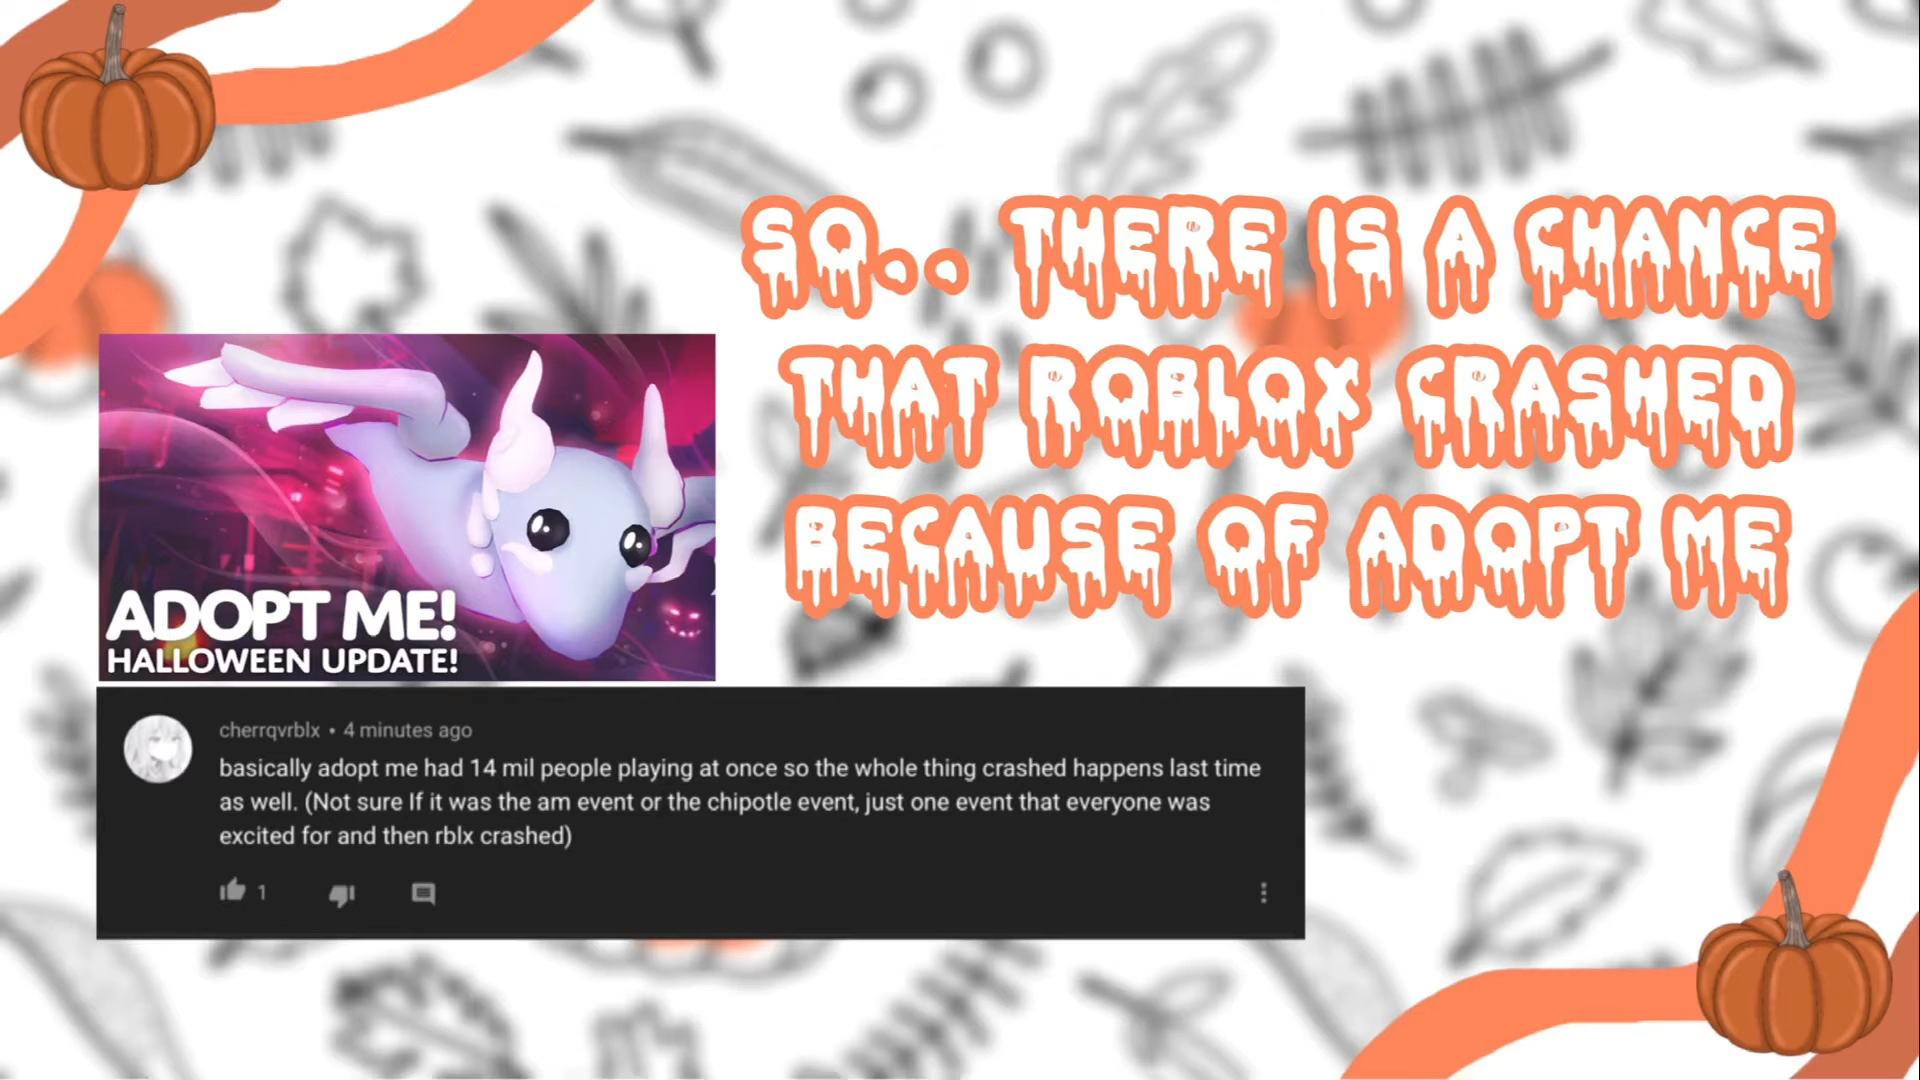 SO.. THERE IS A CHANCE
THAT ROBLOX CRASHED
BECAUSE OF ADOPT ME
ADOPT ME!
HALLOWEEN UPDATE!
cherrqvrblx • 4 minutes ago
basically adopt me had 14 mil people playing at once so the whole thing crashed happens last time
as well. (Not sure If it was the am event or the chipotle event, just one event that everyone was
excited for and then rblx crashed)
1